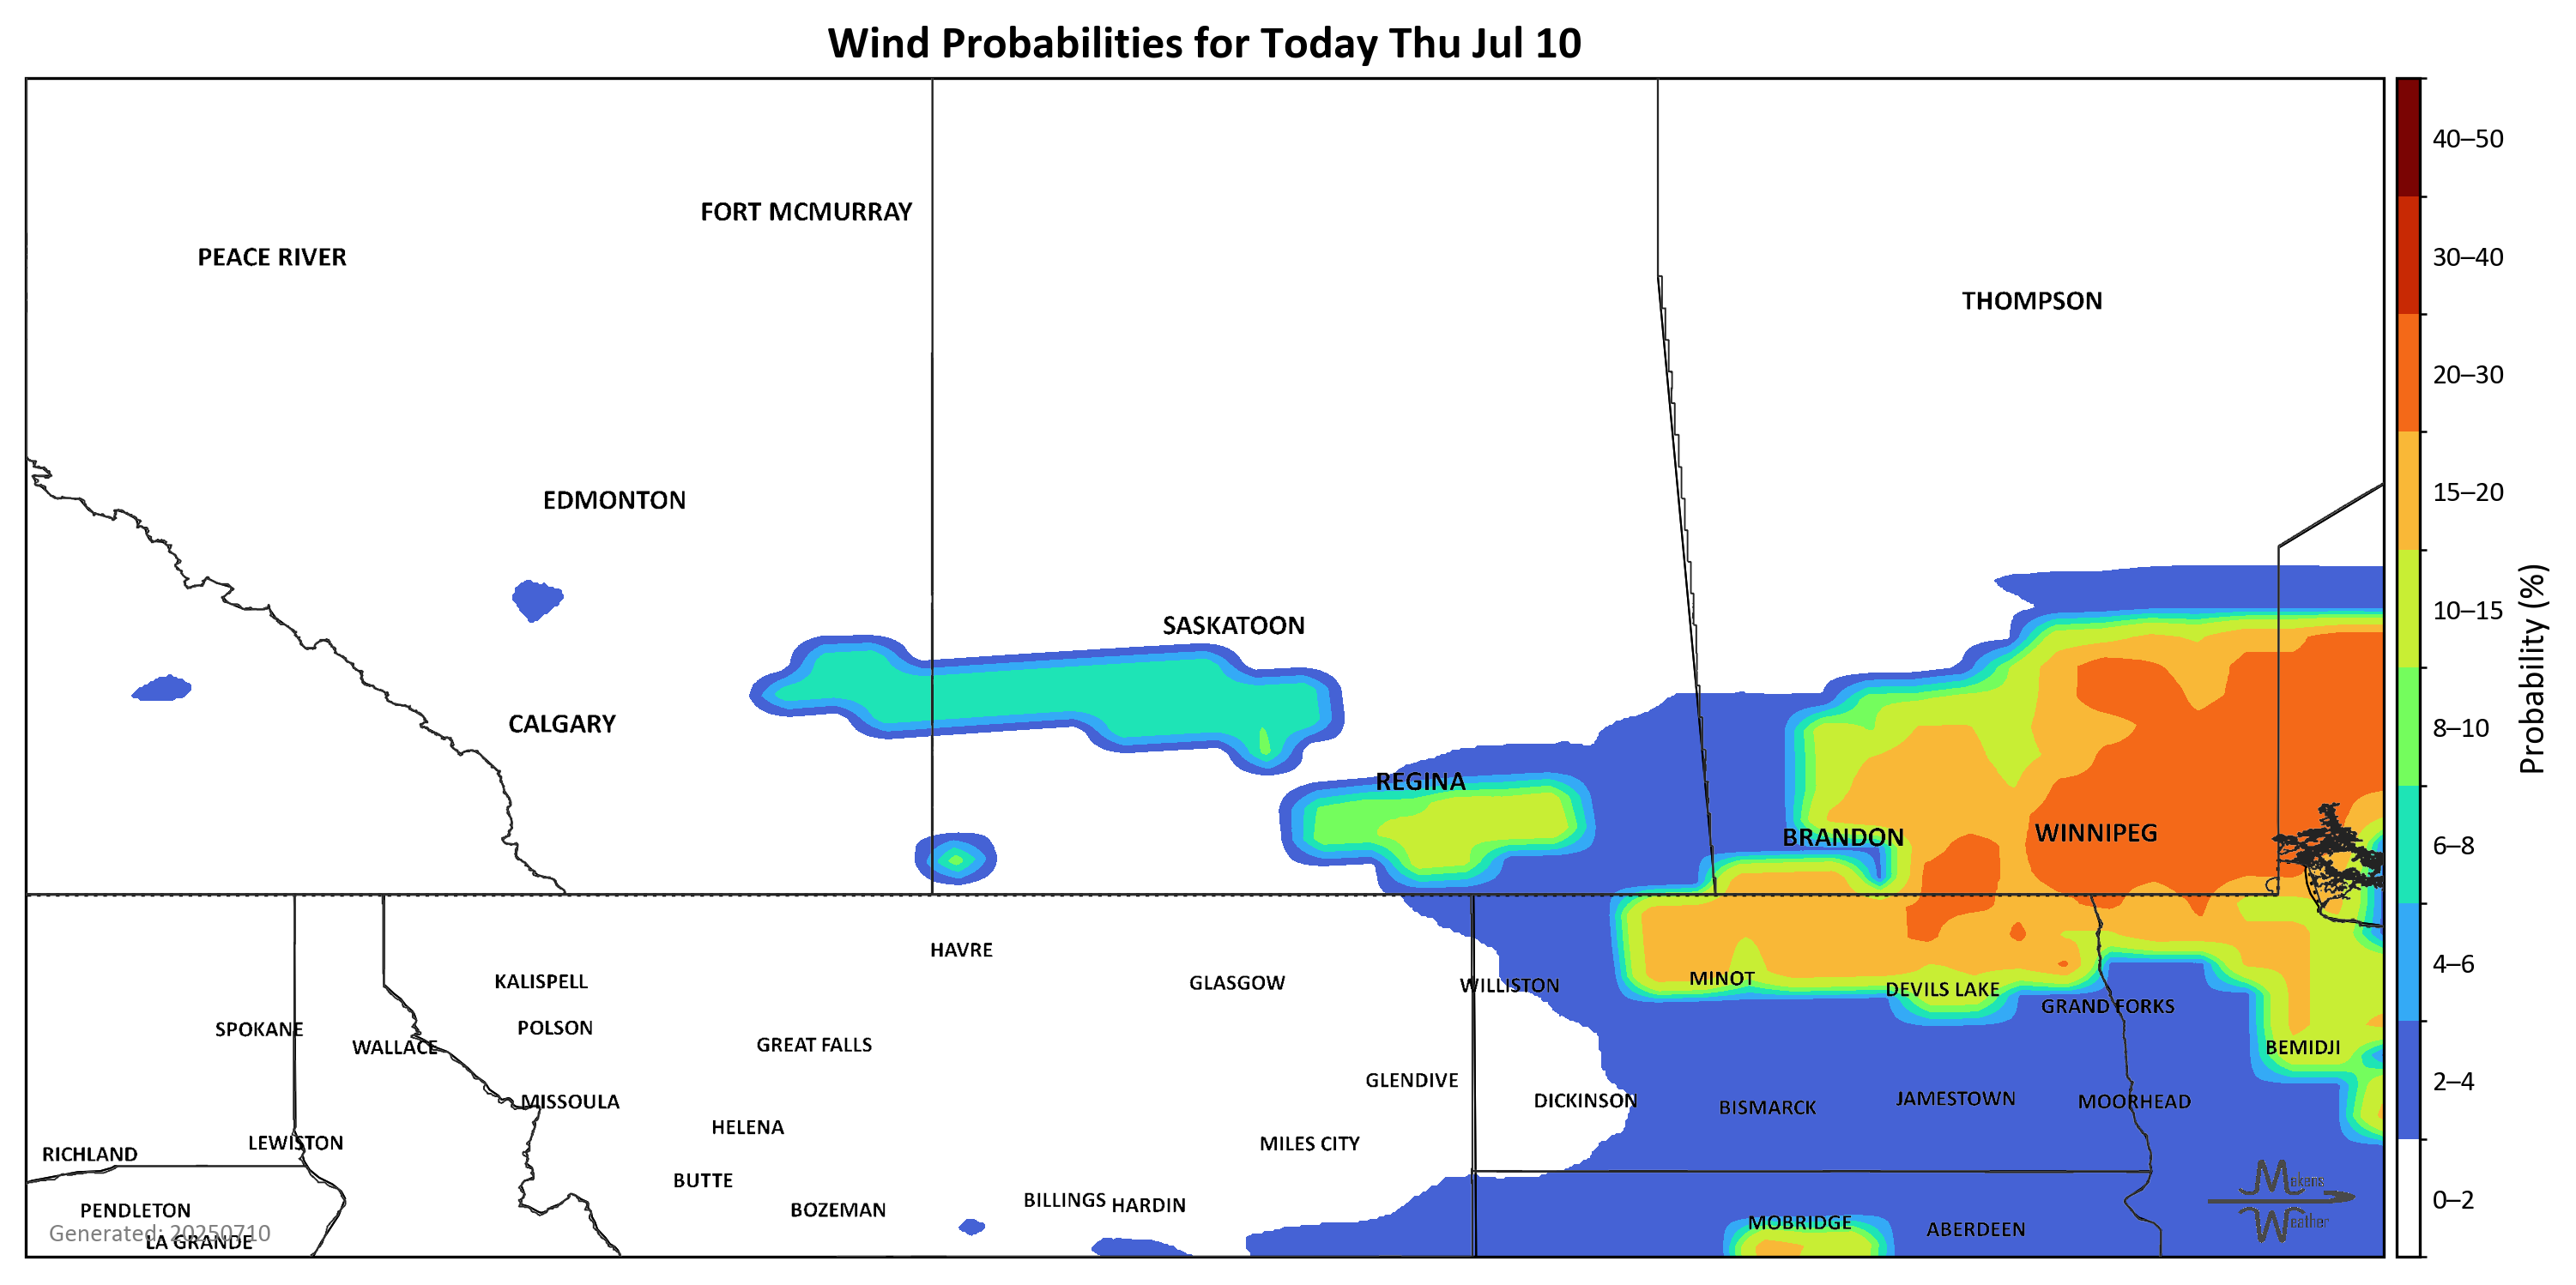 Wind Probabilities for Today Thu Jul 10
FORT MCMURRAY
PEACE RIVER
THOMPSON
EDMONTON
SASKATOON
CALGARY
REGINA
BRANDON
WINNIPEG
HAVRE
KALISPELL
GLASGOW
WILLISTON
MINOT
DEVILS LAKE
GRAND FORKS
SPOKANE
POLSON
WALLACE
GREAT FALLS
BEMIDJI
GLENDIVE
MISSOULA
DICKINSON
BISMARCK
JAMESTOWN
MOORHEAD
HELENA
LEWISTON
MILES CITY
RICHLAND
BUTTE
BILLINGS
HARDIN
PENDLETON
BOZEMAN
MOBRIDGE
ABERDEEN
Generated: 20250710
LA GRANDE
Mokens
Weather
40–50
30–40
20–30
15–20
10–15
8–10
6–8
4–6
2–4
0–2
Probability (%)